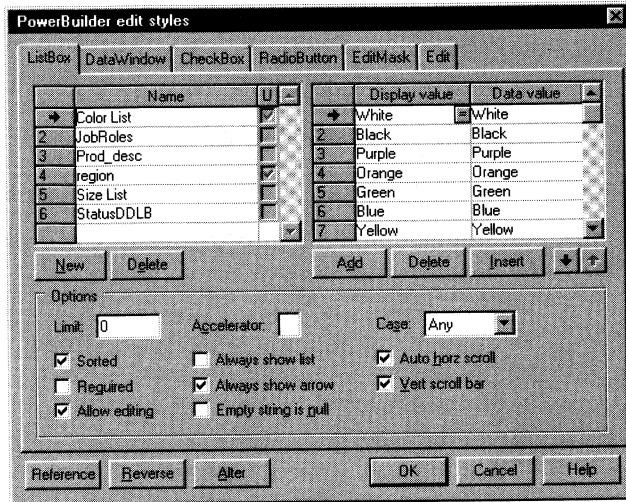 PowerBuilder edit styles
ListBox DataWindow CheckBox RadioButton EditMask Edit
Name U
Color List
2 JobRoles
3 Prod_desc
4 region
5 Size List
6 StatusDDLB
Display value Data value
White = White
2 Black Black
3 Purple Purple
4 Orange Orange
5 Green Green
6 Blue Blue
7 Yellow Yellow
New Delete
Add Delete Insert
Options
Limit: 0 Accelerator: Case: Any
Sorted Always show list Auto horz scroll
Required Always show arrow Vert scroll bar
Allow editing Empty string is null
Reference Reverse Alter OK Cancel Help